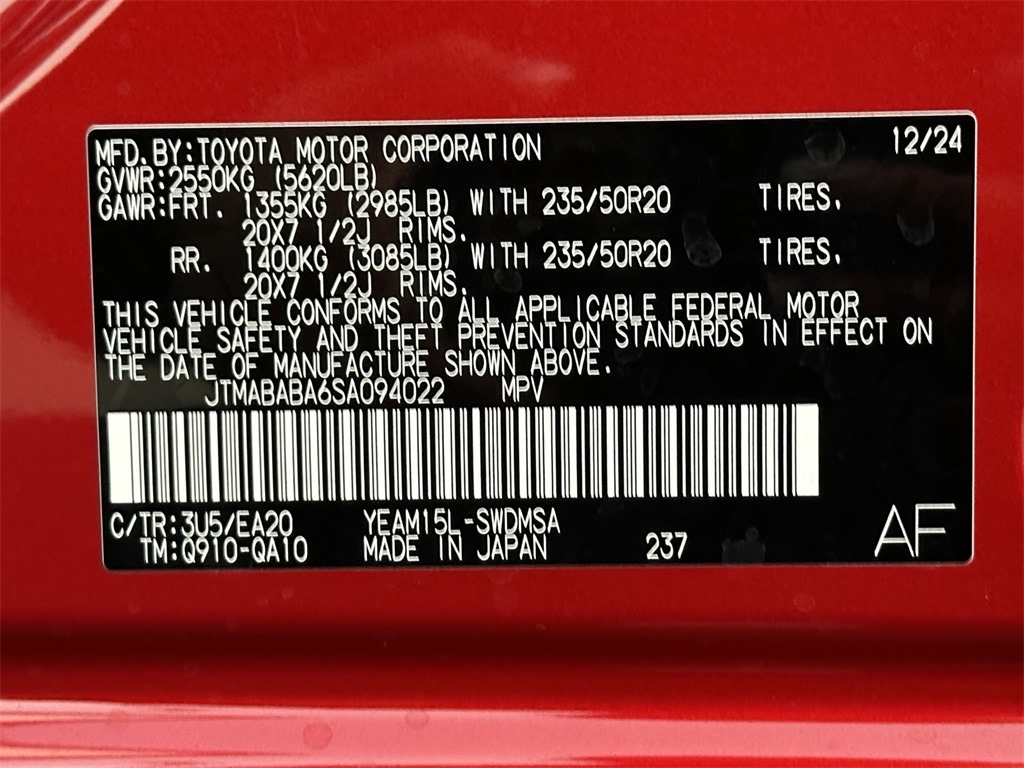 MFD. BY: TOYOTA MOTOR CORPORATION 12/24
GVWR: 2550KG (5620LB)
GAWR: FRT. 1355KG (2985LB) WITH 235/50R20 TIRES.
20X7 1/2J RIMS.
RR. 1400KG (3085LB) WITH 235/50R20 TIRES.
20X7 1/2J RIMS.
THIS VEHICLE CONFORMS TO ALL APPLICABLE FEDERAL MOTOR
VEHICLE SAFETY AND THEFT PREVENTION STANDARDS IN EFFECT ON
THE DATE OF MANUFACTURE SHOWN ABOVE.
JTMABABA6SA094022 MPV
C/TR: 3U5/EA20 YEAM15L-SWDMSA
TM: Q910-QA10 MADE IN JAPAN 237 AF